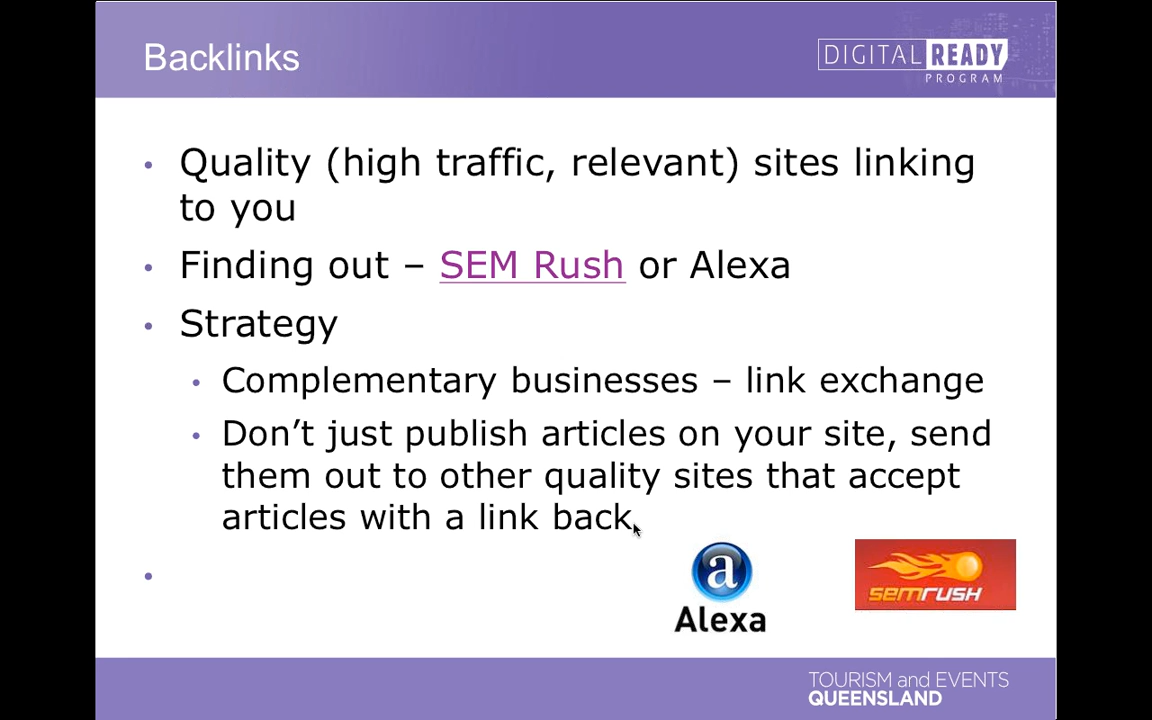 Backlinks
DIGITAL READY
PROGRAM
• Quality (high traffic, relevant) sites linking
to you
• Finding out – SEM Rush or Alexa
• Strategy
• Complementary businesses – link exchange
• Don’t just publish articles on your site, send
them out to other quality sites that accept
articles with a link back
•
a
Alexa
semrush
TOURISM and EVENTS
QUEENSLAND